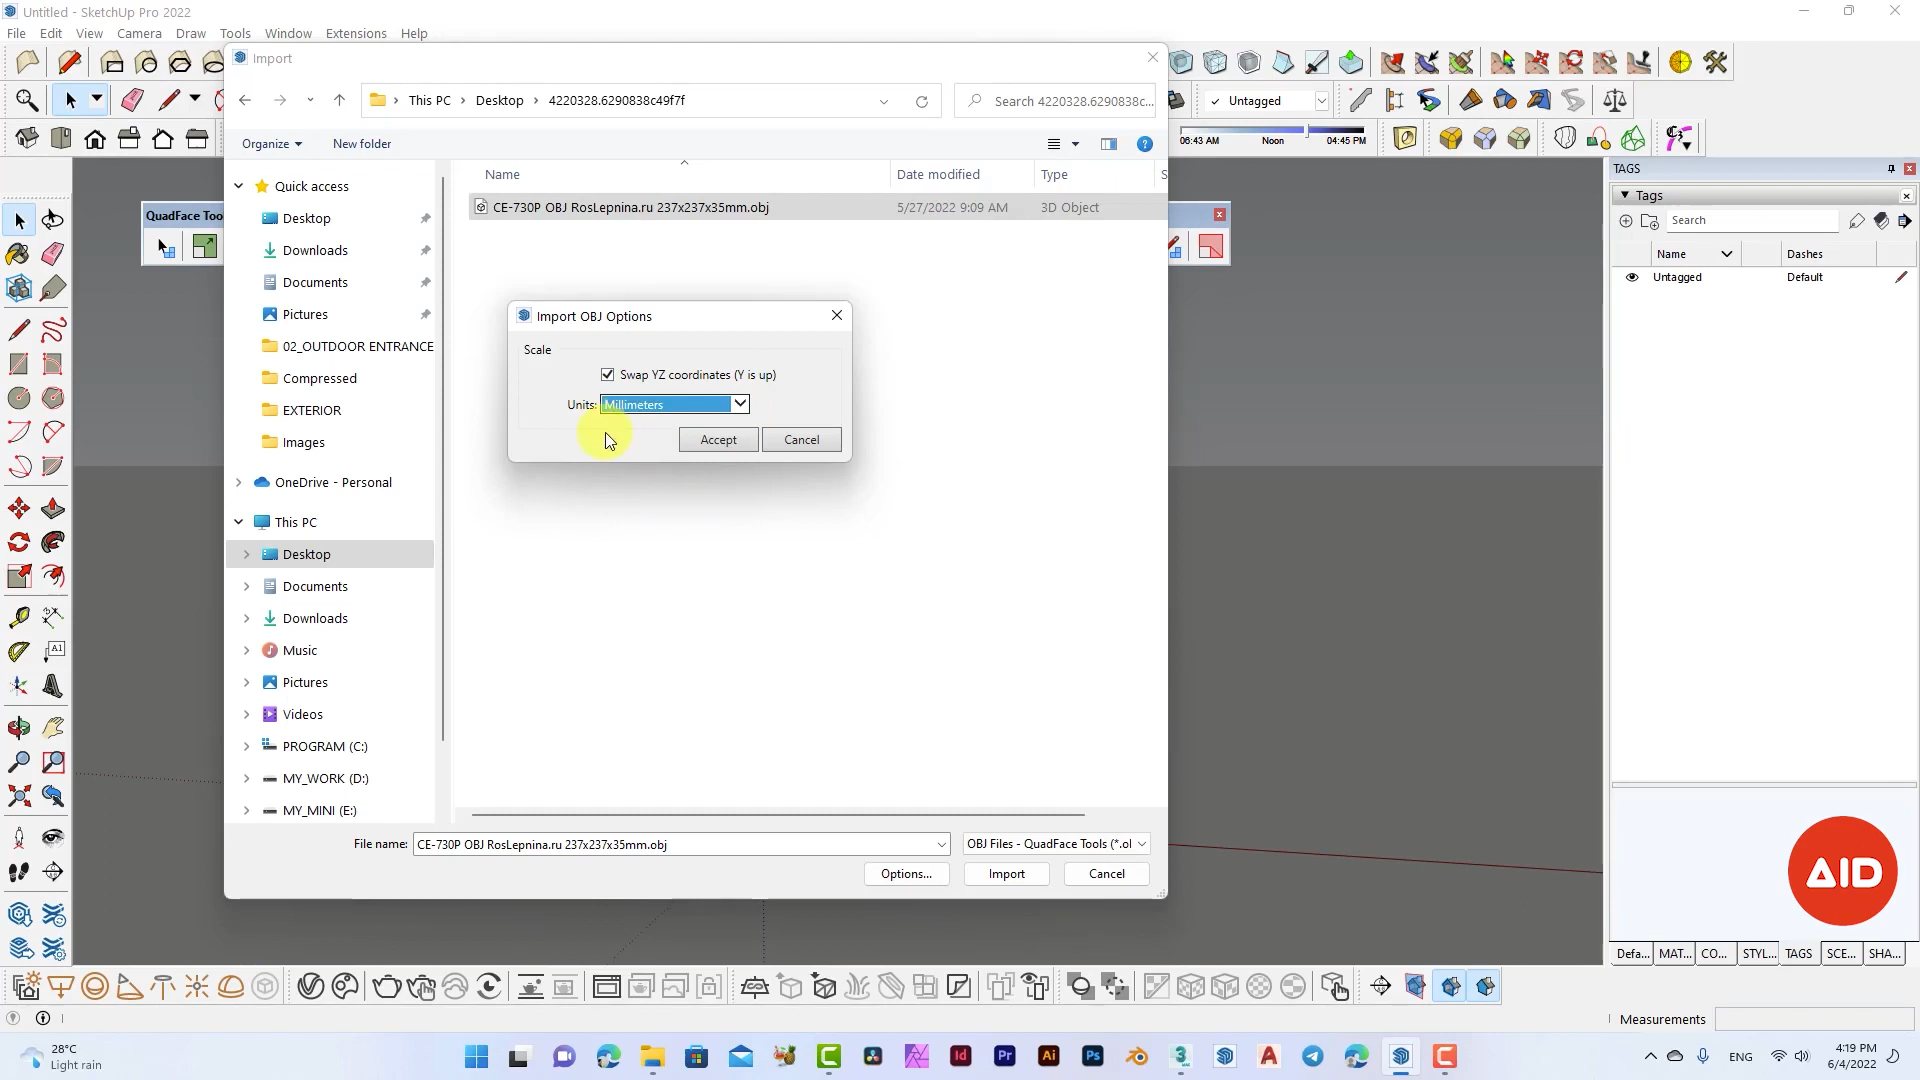 Untitled - SketchUp Pro 2022
File Edit View Camera Draw Tools Window Extensions Help
Import
This PC Desktop 4220328.6290838c49f7f
Search 4220328.6290838c...
Untagged
Organize New folder
06:43 AM Noon 04:45 PM
Name Date modified Type S
CE-730P OBJ RosLepnina.ru 237x237x35mm.obj 5/27/2022 9:09 AM 3D Object
Quick access
Desktop
Downloads
Documents
Pictures
02_OUTDOOR ENTRANCE
Compressed
EXTERIOR
Images
OneDrive - Personal
This PC
Desktop
Documents
Downloads
Music
Pictures
Videos
PROGRAM (C:)
MY_WORK (D:)
MY_MINI (E:)
QuadFace Too
Import OBJ Options
Scale
Swap YZ coordinates (Y is up)
Units: Millimeters
Accept Cancel
File name: CE-730P OBJ RosLepnina.ru 237x237x35mm.obj
OBJ Files - QuadFace Tools (*.ol
Options... Import Cancel
TAGS
Tags
Search
Name Dashes
Untagged Default
AID
Defa... MAT... CO... STYL... TAGS SCE... SHA...
Measurements
28°C
Light rain
ENG
4:19 PM
6/4/2022